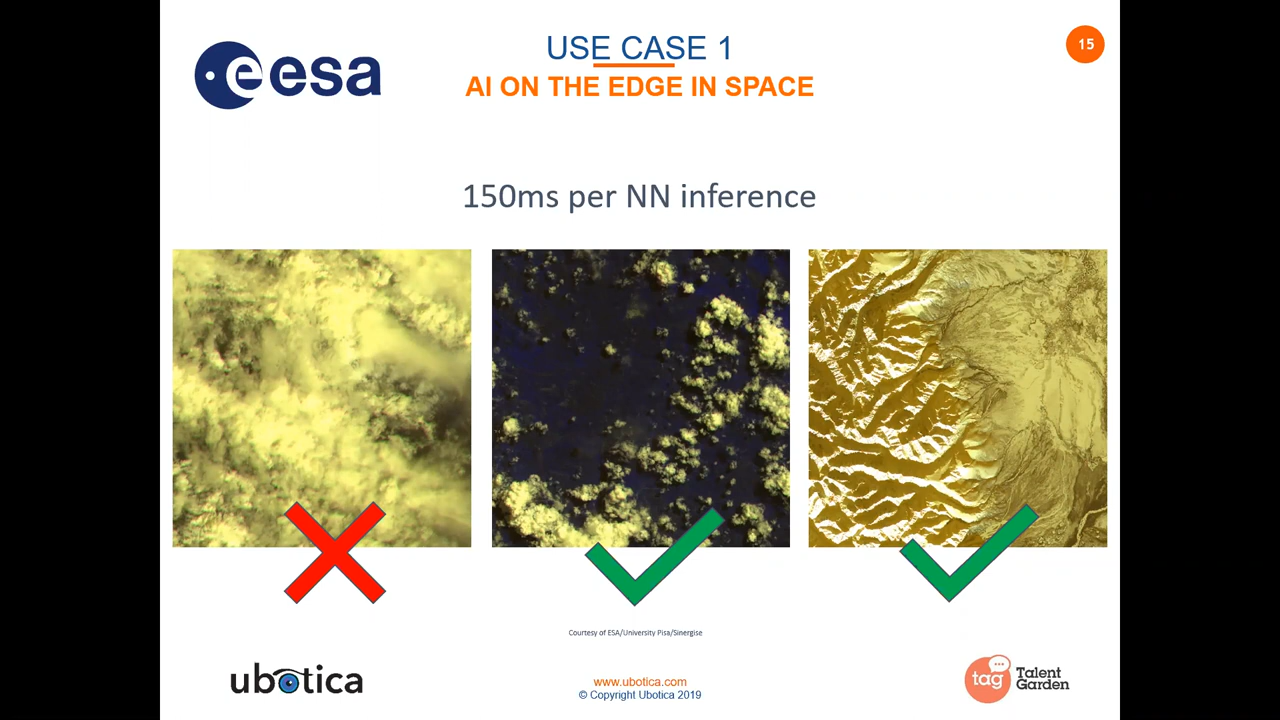 esa
USE CASE 1
15
AI ON THE EDGE IN SPACE
150ms per NN inference
Courtesy of ESA/University Pisa/Sinergise
ubotica
www.ubotica.com
© Copyright Ubotica 2019
tag
Talent
Garden